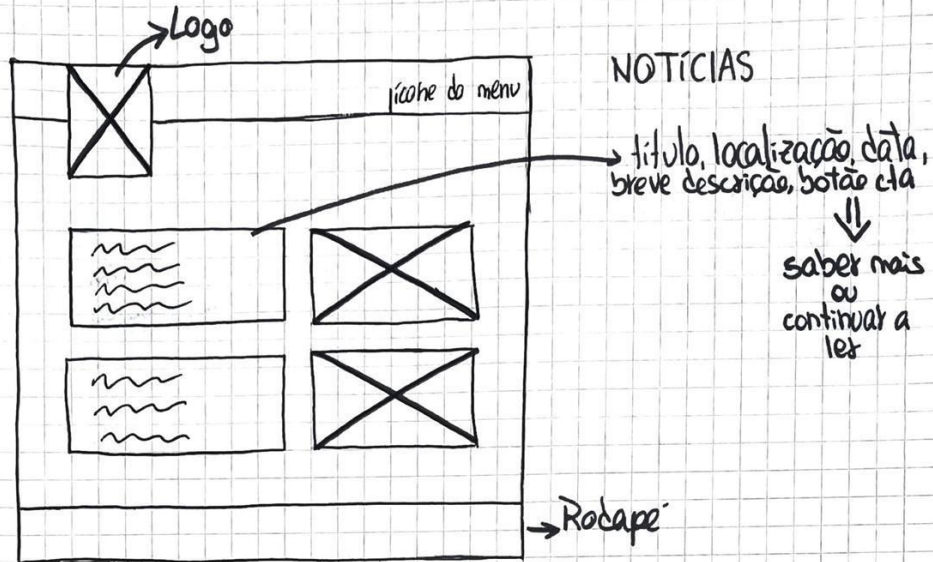 Logo
ícone do menu
NOTÍCIAS
título, localização, data,
breve descrição, botão cta
saber mais
ou
continuar a
ler
Rodapé